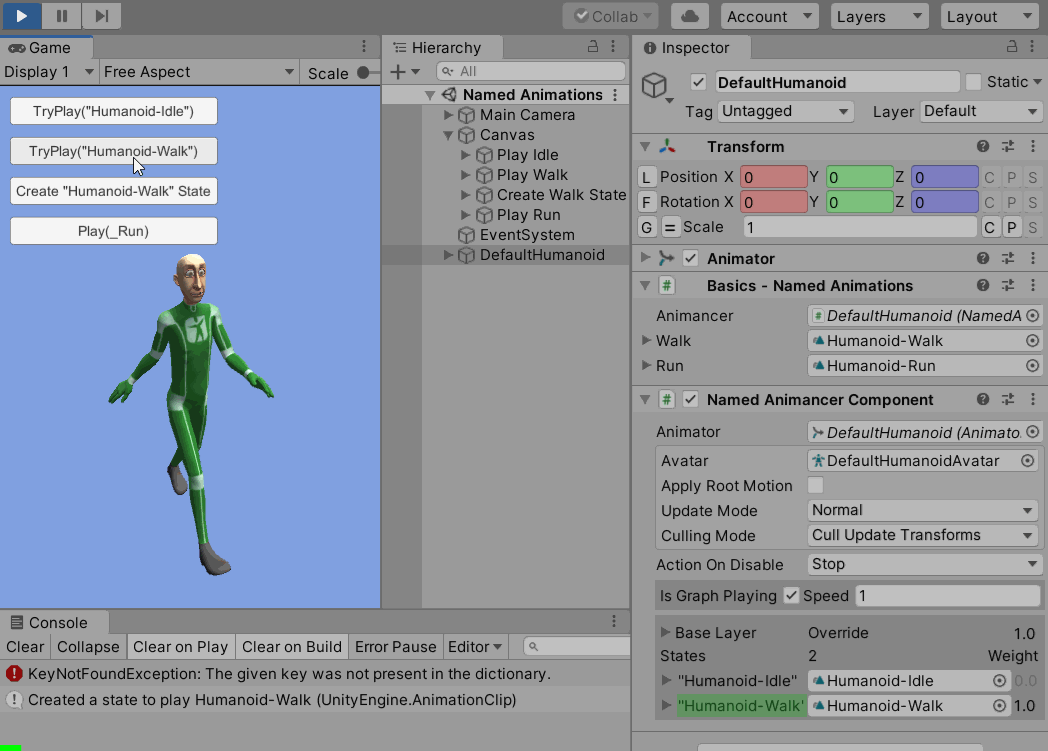 Collab
Account
Layers
Layout
Game
Display 1
Free Aspect
Scale
TryPlay("Humanoid-Idle")
TryPlay("Humanoid-Walk")
Create "Humanoid-Walk" State
Play(_Run)
Hierarchy
All
Named Animations
Main Camera
Canvas
Play Idle
Play Walk
Create Walk State
Play Run
EventSystem
DefaultHumanoid
Inspector
DefaultHumanoid
Static
Tag Untagged Layer Default
Transform
L Position X 0 Y 0 Z 0 C P S
F Rotation X 0 Y 0 Z 0 C P S
G = Scale 1 C P S
Animator
# Basics - Named Animations
Animancer # DefaultHumanoid (NamedA
Walk Humanoid-Walk
Run Humanoid-Run
# Named Animancer Component
Animator DefaultHumanoid (Animato
Avatar DefaultHumanoidAvatar
Apply Root Motion
Update Mode Normal
Culling Mode Cull Update Transforms
Action On Disable Stop
Is Graph Playing Speed 1
Base Layer Override 1.0
States 2 Weight
"Humanoid-Idle" Humanoid-Idle 0.0
"Humanoid-Walk" Humanoid-Walk 1.0
Console
Clear Collapse Clear on Play Clear on Build Error Pause Editor
KeyNotFoundException: The given key was not present in the dictionary.
Created a state to play Humanoid-Walk (UnityEngine.AnimationClip)